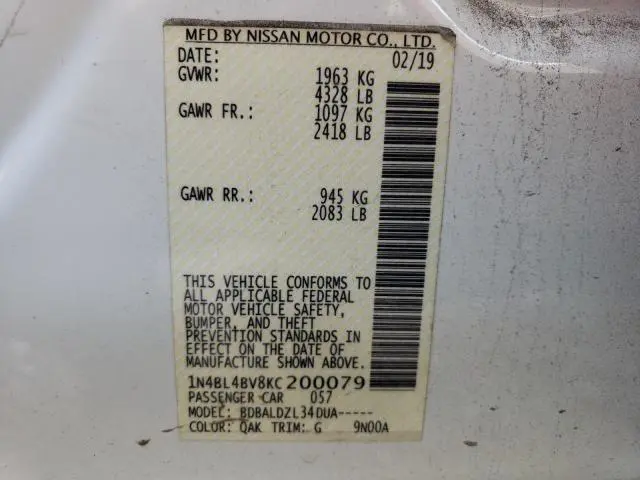 MFD BY NISSAN MOTOR CO., LTD.
DATE: 02/19
GVWR: 1963 KG
4328 LB
GAWR FR.: 1097 KG
2418 LB
GAWR RR.: 945 KG
2083 LB
THIS VEHICLE CONFORMS TO
ALL APPLICABLE FEDERAL
MOTOR VEHICLE SAFETY,
BUMPER, AND THEFT
PREVENTION STANDARDS IN
EFFECT ON THE DATE OF
MANUFACTURE SHOWN ABOVE.
1N4BL4BV8KC200079
PASSENGER CAR 057
MODEL: BDBALDZL34DUA-----
COLOR: QAK TRIM: G 9N00A